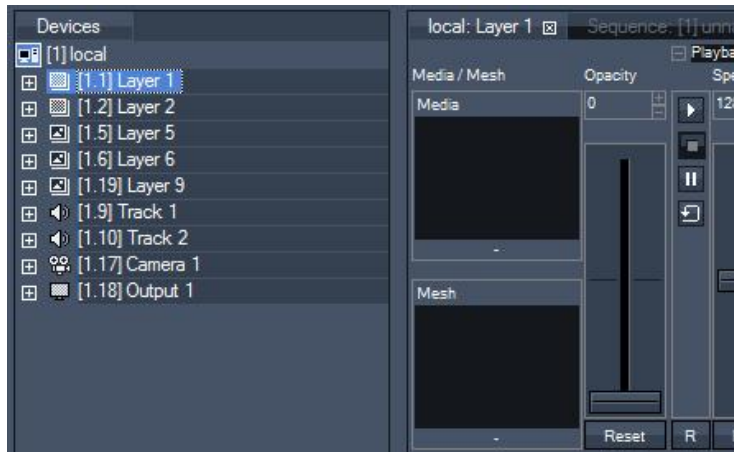 Devices
[1] local
[1.1] Layer 1
[1.2] Layer 2
[1.5] Layer 5
[1.6] Layer 6
[1.19] Layer 9
[1.9] Track 1
[1.10] Track 2
[1.17] Camera 1
[1.18] Output 1
local: Layer 1 Sequence: [1]
Media / Mesh Opacity
Media 0
-
Mesh
-
Reset R